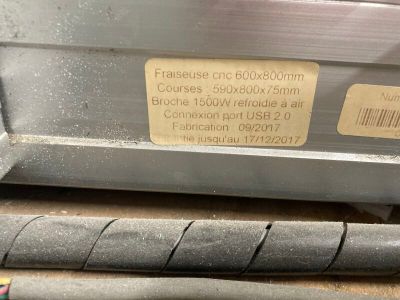 Fraiseuse cnc 600x800mm
Courses : 590x800x75mm
Broche 1500W refroidie à air
Connexion port USB 2.0
Fabrication : 09/2017
jusqu'au 17/12/2017